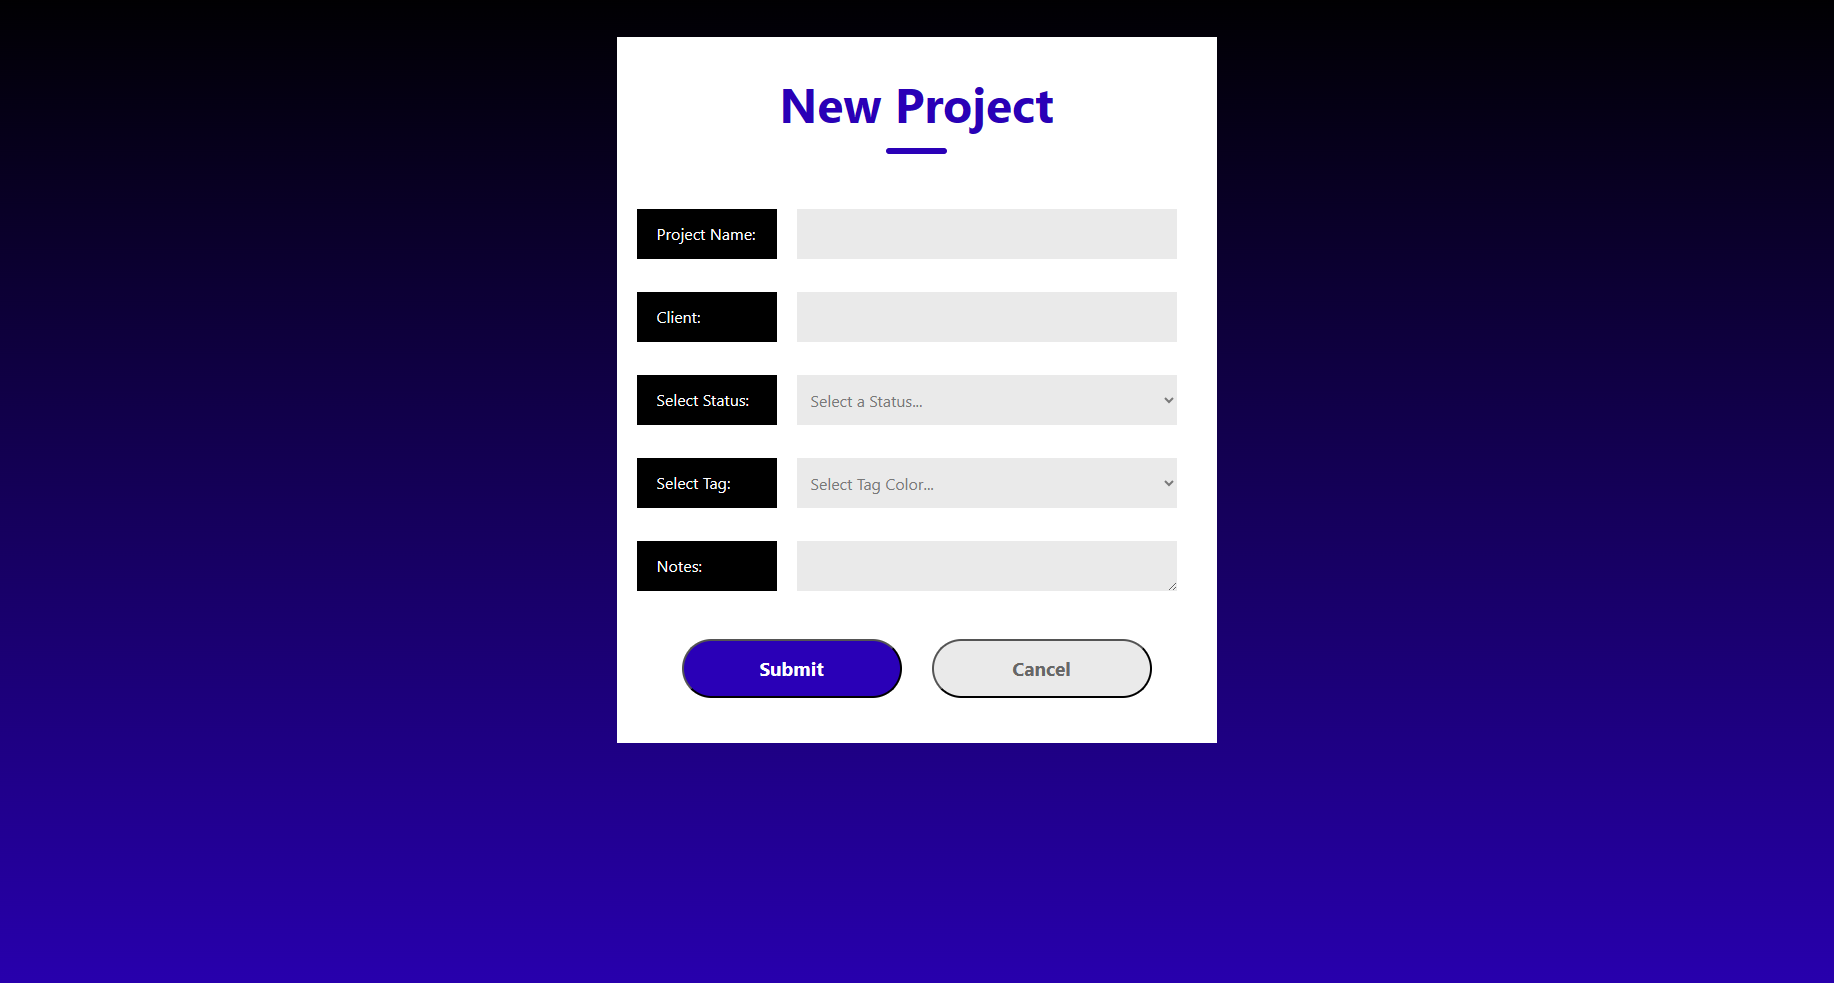 New Project
Project Name:
Client:
Select Status:
Select a Status...
Select Tag:
Select Tag Color...
Notes:
Submit
Cancel